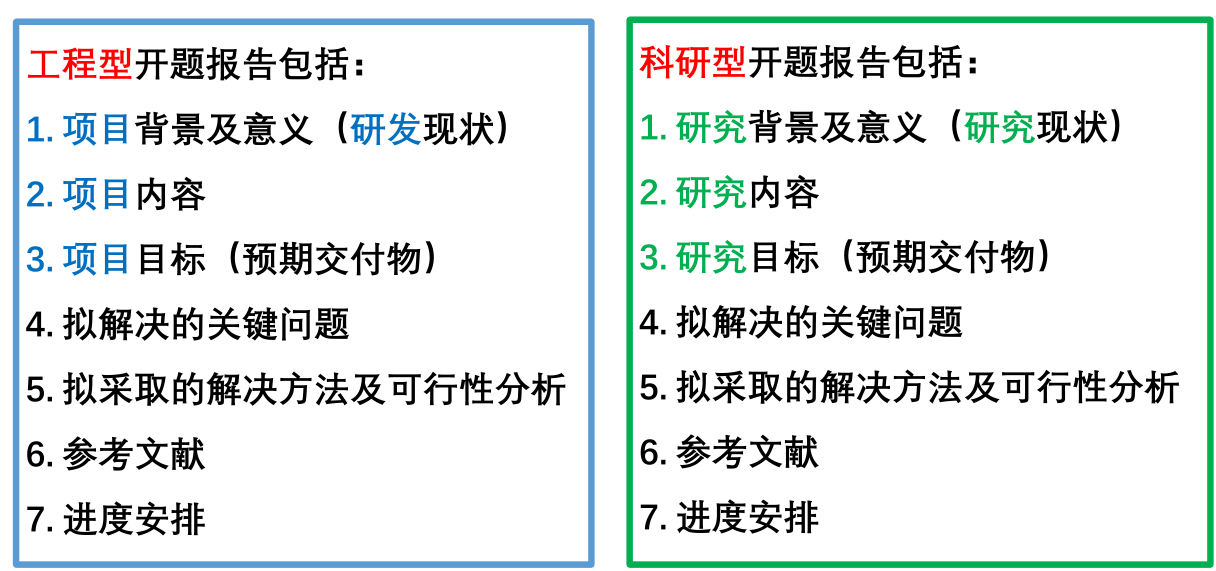 工程型开题报告包括：
1. 项目背景及意义（研发现状）
2. 项目内容
3. 项目目标（预期交付物）
4. 拟解决的关键问题
5. 拟采取的解决方法及可行性分析
6. 参考文献
7. 进度安排
科研型开题报告包括：
1. 研究背景及意义（研究现状）
2. 研究内容
3. 研究目标（预期交付物）
4. 拟解决的关键问题
5. 拟采取的解决方法及可行性分析
6. 参考文献
7. 进度安排